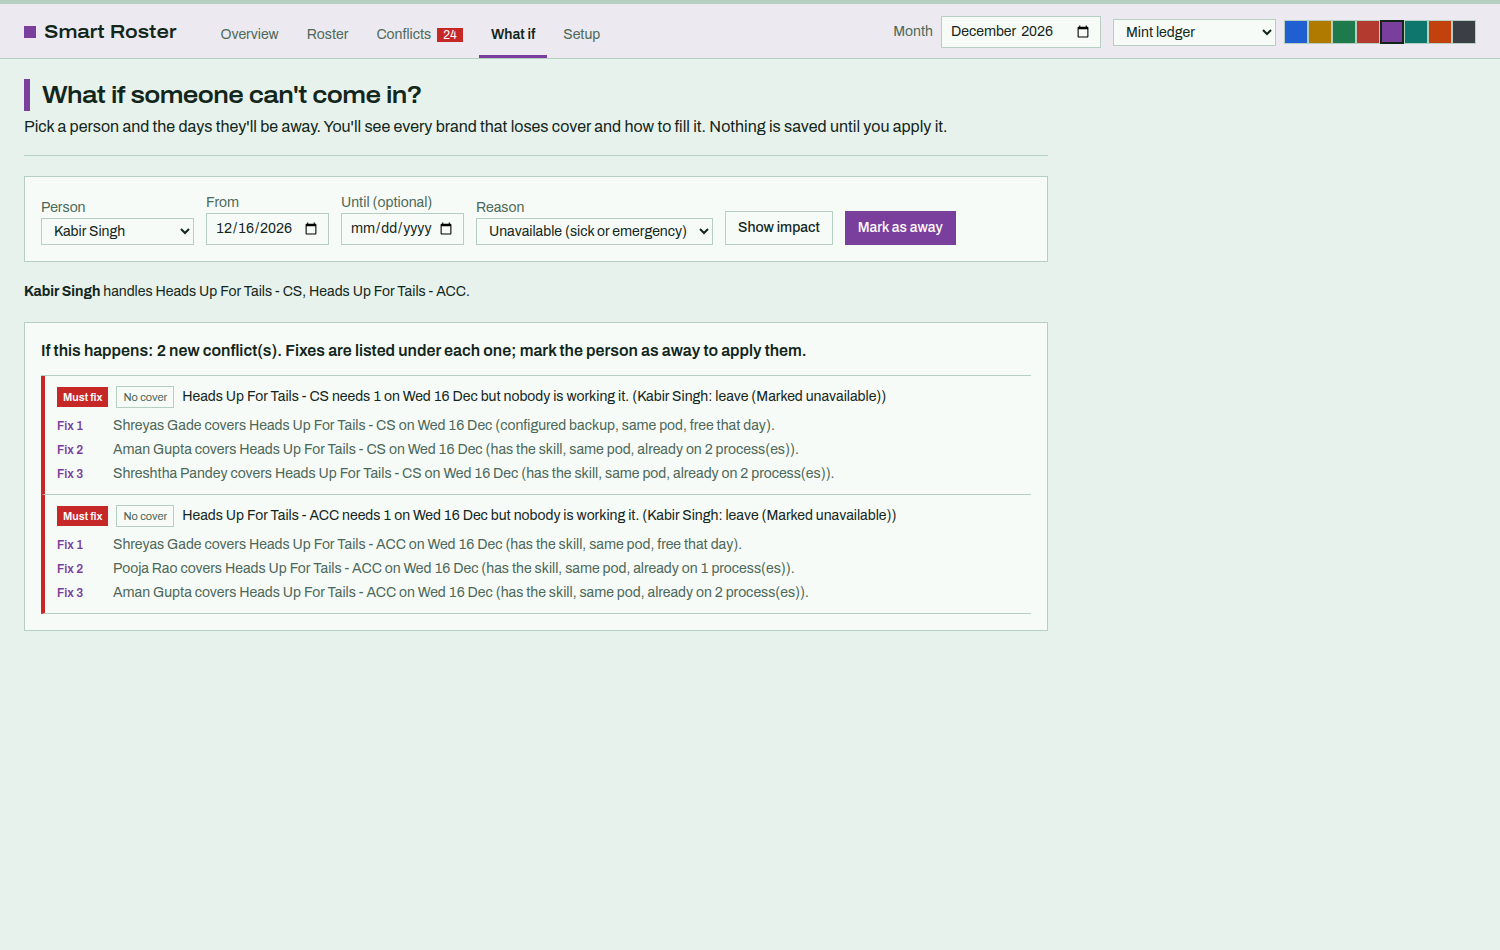 Smart Roster
Overview
Roster
Conflicts 24
What if
Setup
Month
December 2026
Mint ledger
What if someone can't come in?
Pick a person and the days they'll be away. You'll see every brand that loses cover and how to fill it. Nothing is saved until you apply it.
Person
Kabir Singh
From
12/16/2026
Until (optional)
mm/dd/yyyy
Reason
Unavailable (sick or emergency)
Show impact
Mark as away
Kabir Singh handles Heads Up For Tails - CS, Heads Up For Tails - ACC.
If this happens: 2 new conflict(s). Fixes are listed under each one; mark the person as away to apply them.
Must fix No cover Heads Up For Tails - CS needs 1 on Wed 16 Dec but nobody is working it. (Kabir Singh: leave (Marked unavailable))
Fix 1 Shreyas Gade covers Heads Up For Tails - CS on Wed 16 Dec (configured backup, same pod, free that day).
Fix 2 Aman Gupta covers Heads Up For Tails - CS on Wed 16 Dec (has the skill, same pod, already on 2 process(es)).
Fix 3 Shreshtha Pandey covers Heads Up For Tails - CS on Wed 16 Dec (has the skill, same pod, already on 2 process(es)).
Must fix No cover Heads Up For Tails - ACC needs 1 on Wed 16 Dec but nobody is working it. (Kabir Singh: leave (Marked unavailable))
Fix 1 Shreyas Gade covers Heads Up For Tails - ACC on Wed 16 Dec (has the skill, same pod, free that day).
Fix 2 Pooja Rao covers Heads Up For Tails - ACC on Wed 16 Dec (has the skill, same pod, already on 1 process(es)).
Fix 3 Aman Gupta covers Heads Up For Tails - ACC on Wed 16 Dec (has the skill, same pod, already on 2 process(es)).